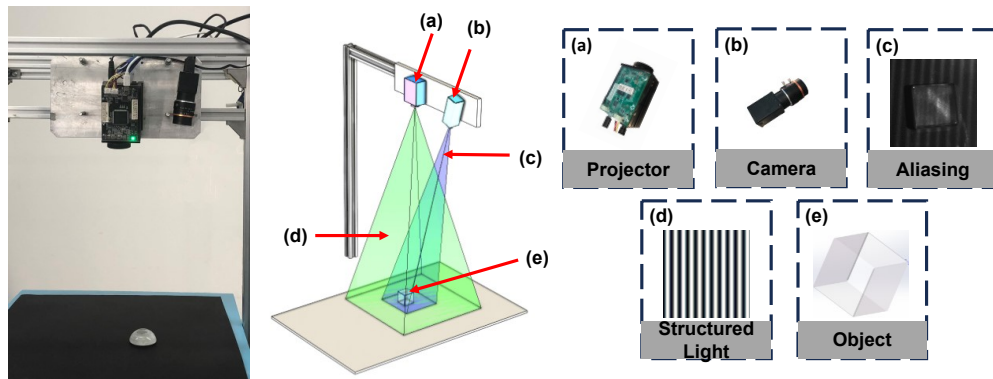 (a)
(b)
(c)
(d)
(e)
(a)
Projector
(b)
Camera
(c)
Aliasing
(d)
Structured
Light
(e)
Object